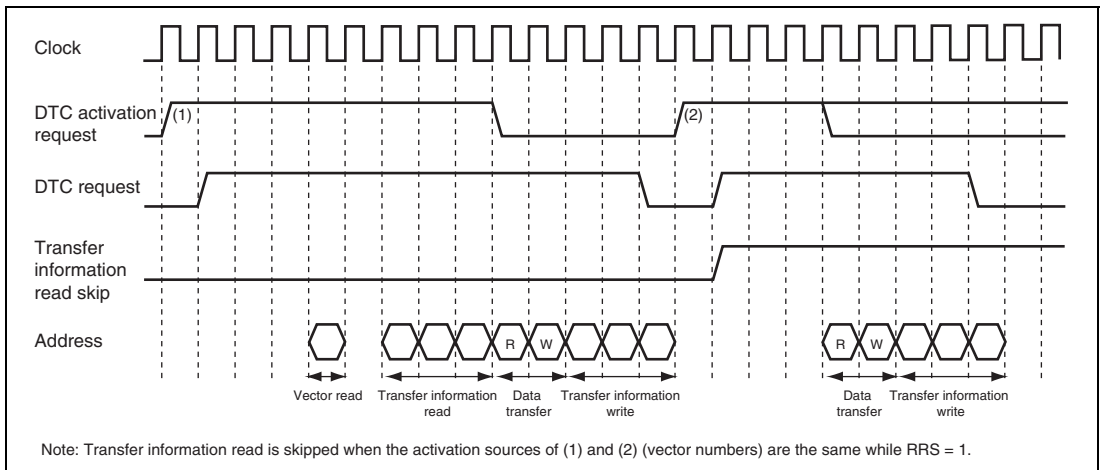 Clock
DTC activation
request
(1)
(2)
DTC request
Transfer
information
read skip
Address
R
W
R
W
Vector read
Transfer information
read
Data
transfer
Transfer information
write
Data
transfer
Transfer information
write
Note: Transfer information read is skipped when the activation sources of (1) and (2) (vector numbers) are the same while RRS = 1.